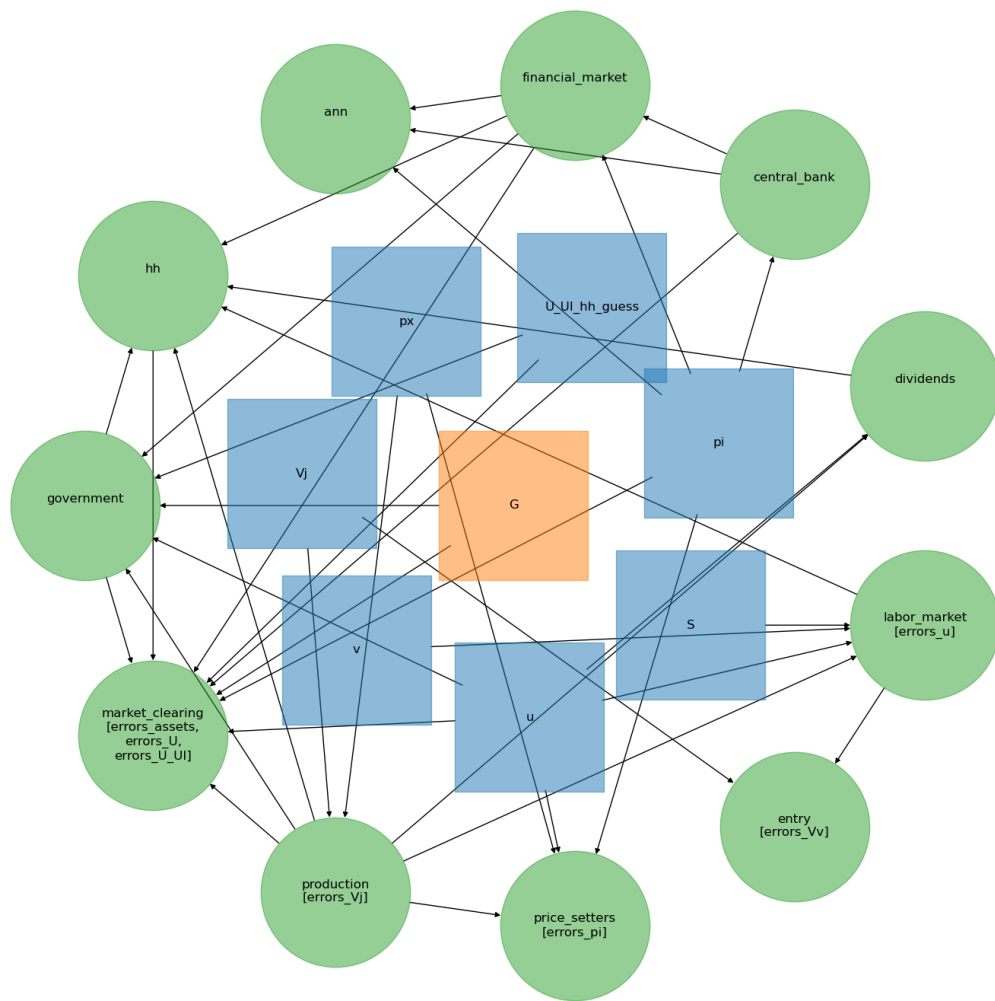 financial_market
ann
central_bank
hh
U_UI_hh_guess
px
dividends
pi
Vj
government
G
labor_market
[errors_u]
S
v
market_clearing
[errors_assets,
errors_U,
errors_U_UI]
u
entry
[errors_Vv]
production
[errors_Vj]
price_setters
[errors_pi]